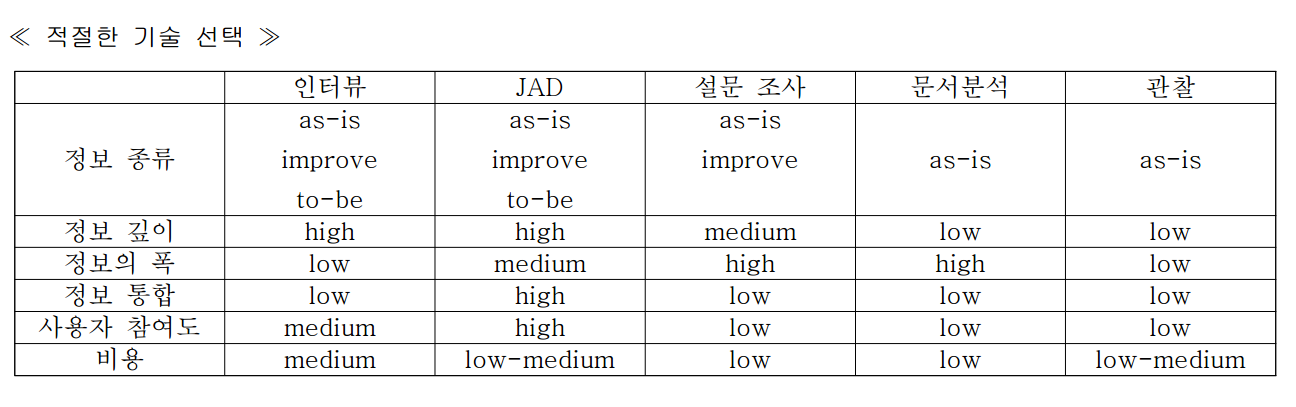 ≪ 적절한 기술 선택 ≫
인터뷰 JAD 설문 조사 문서분석 관찰
정보 종류 as-is improve to-be as-is improve to-be as-is improve as-is as-is
정보 깊이 high high medium low low
정보의 폭 low medium high high low
정보 통합 low high low low low
사용자 참여도 medium high low low low
비용 medium low-medium low low low-medium